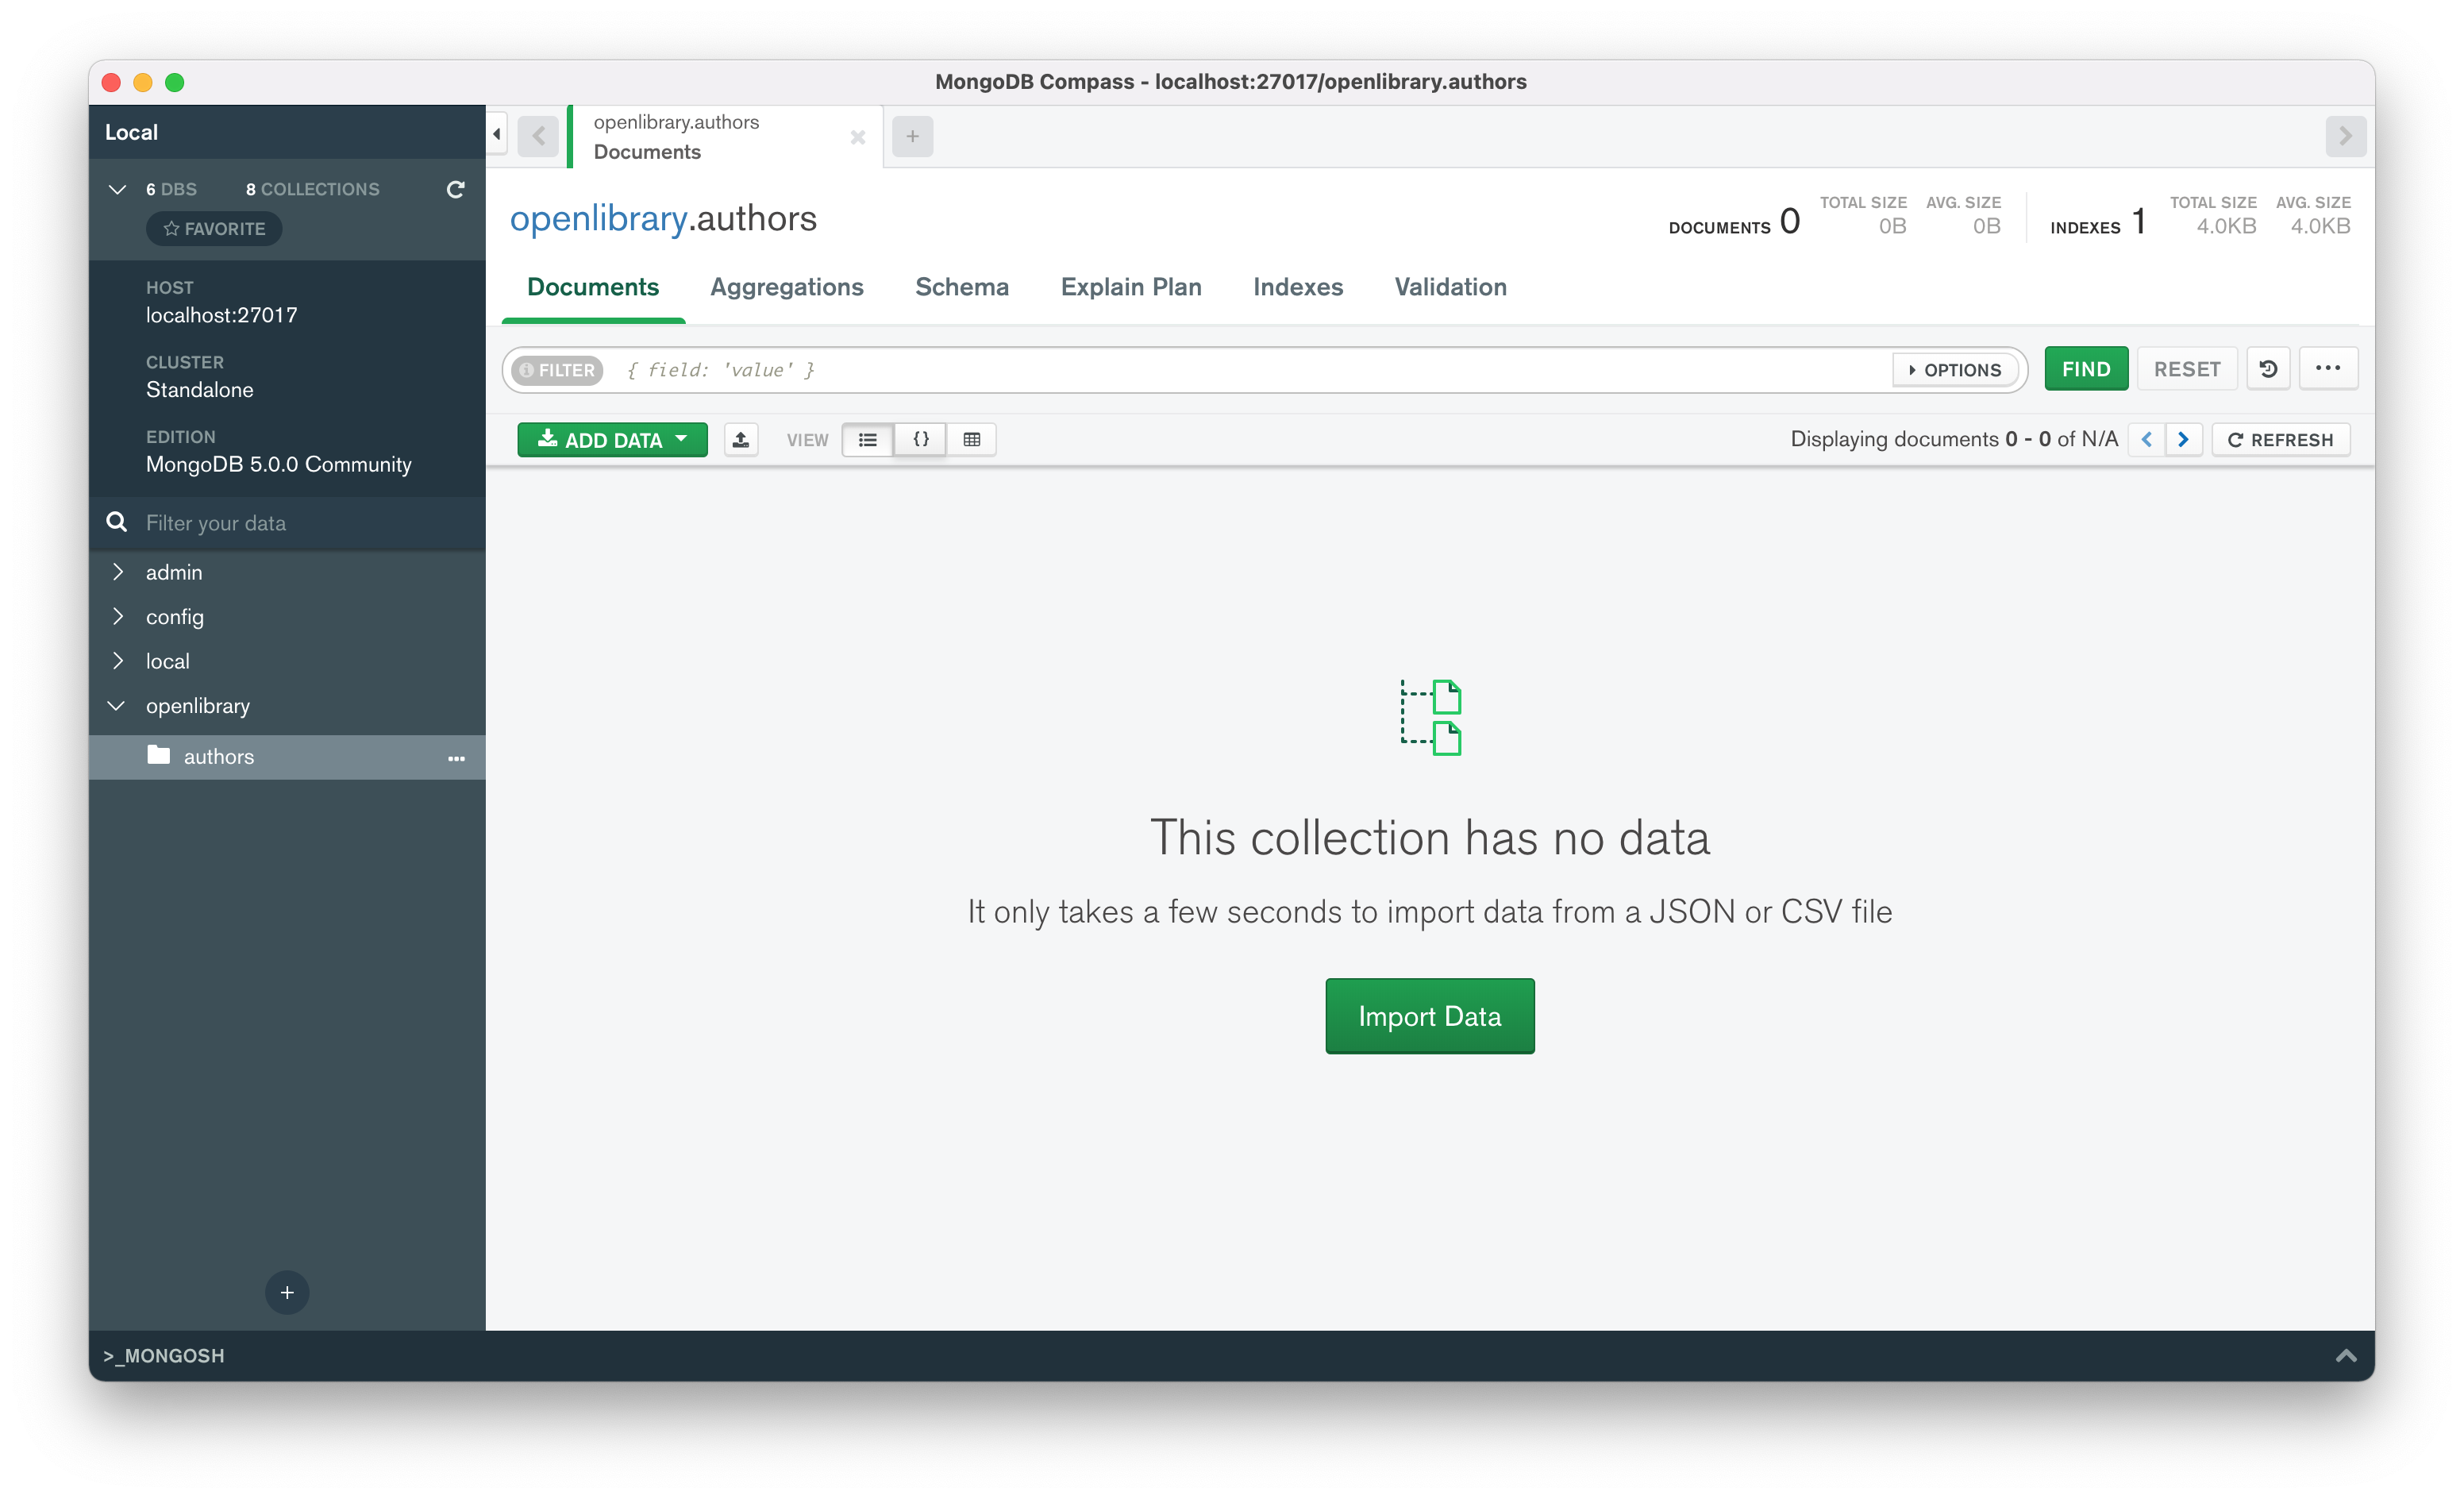 MongoDB Compass - localhost:27017/openlibrary.authors
Local
6 DBS 8 COLLECTIONS
FAVORITE
HOST
localhost:27017
CLUSTER
Standalone
EDITION
MongoDB 5.0.0 Community
Filter your data
admin
config
local
openlibrary
authors
openlibrary.authors
Documents
openlibrary.authors
DOCUMENTS 0 TOTAL SIZE 0B AVG. SIZE 0B INDEXES 1 TOTAL SIZE 4.0KB AVG. SIZE 4.0KB
Documents Aggregations Schema Explain Plan Indexes Validation
FILTER { field: 'value' } OPTIONS FIND RESET
ADD DATA VIEW {} Displaying documents 0 - 0 of N/A REFRESH
This collection has no data
It only takes a few seconds to import data from a JSON or CSV file
Import Data
>_MONGOSH